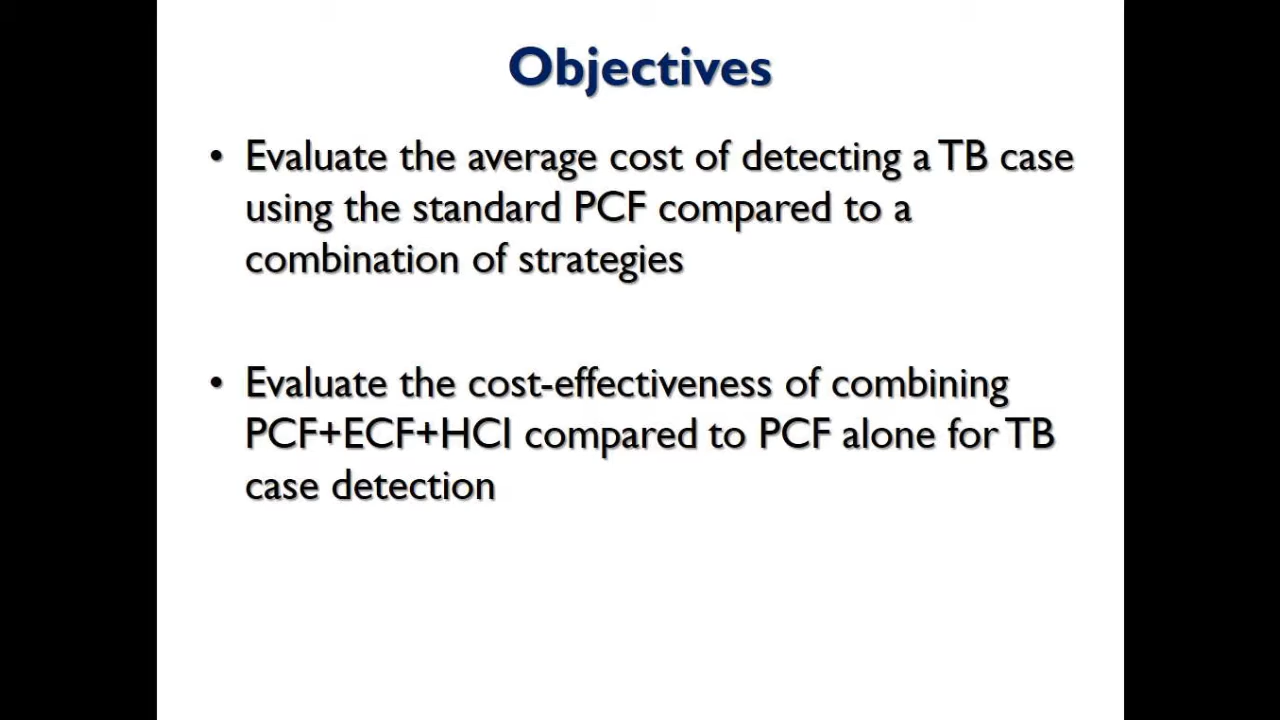 Objectives
• Evaluate the average cost of detecting a TB case
using the standard PCF compared to a
combination of strategies
• Evaluate the cost-effectiveness of combining
PCF+ECF+HCI compared to PCF alone for TB
case detection